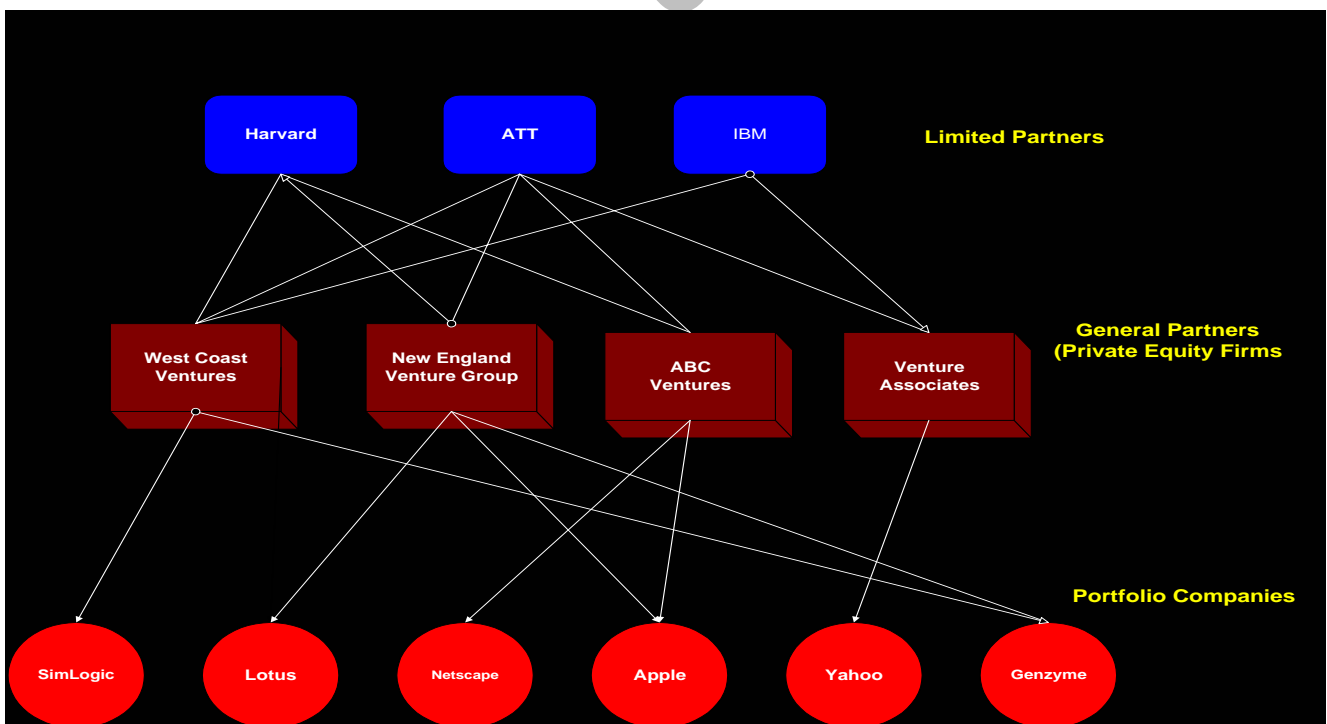 Harvard
ATT
IBM
Limited Partners
General Partners
(Private Equity Firms
West Coast
Ventures
New England
Venture Group
ABC
Ventures
Venture
Associates
Portfolio Companies
SimLogic
Lotus
Netscape
Apple
Yahoo
Genzyme